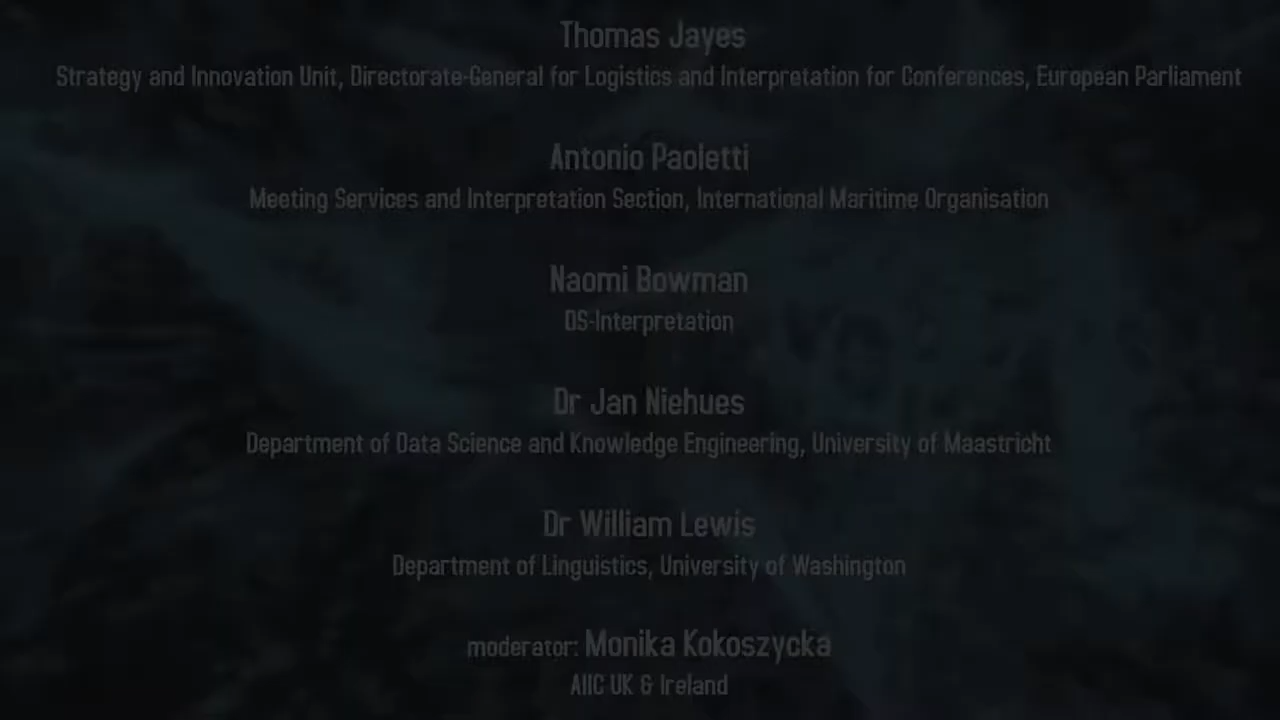 Thomas Jayes
Strategy and Innovation Unit, Directorate-General for Logistics and Interpretation for Conferences, European Parliament
Antonio Paoletti
Meeting Services and Interpretation Section, International Maritime Organisation
Naomi Bowman
DS-Interpretation
Dr Jan Niehues
Department of Data Science and Knowledge Engineering, University of Maastricht
Dr William Lewis
Department of Linguistics, University of Washington
moderator: Monika Kokoszycka
AIIC UK & Ireland